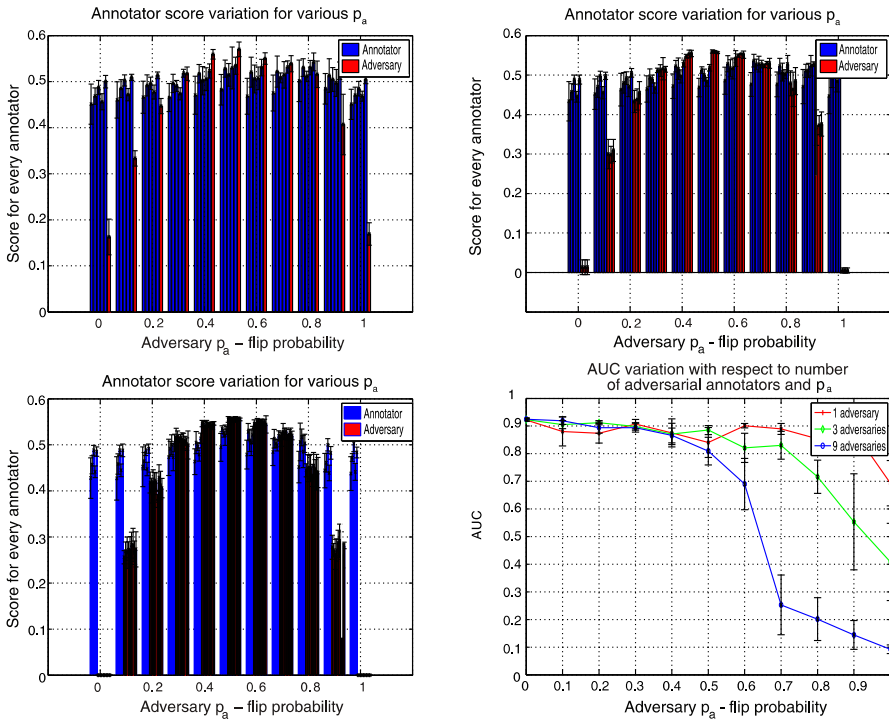 Annotator score variation for various pa
0.6
0.5
0.4
0.3
0.2
0.1
0
Score for every annotator
Annotator
Adversary
0
0.2
0.4
0.6
0.8
1
Adversary pa – flip probability
Annotator score variation for various pa
0.6
0.5
0.4
0.3
0.2
0.1
0
Score for every annotator
Annotator
Adversary
0
0.2
0.4
0.6
0.8
1
Adversary pa – flip probability
Annotator score variation for various pa
0.6
0.5
0.4
0.3
0.2
0.1
0
Score for every annotator
Annotator
Adversary
0
0.2
0.4
0.6
0.8
1
Adversary pa - flip probability
AUC variation with respect to number
of adversarial annotators and pa
1
0.9
0.8
0.7
0.6
0.5
0.4
0.3
0.2
0.1
0
AUC
1 adversary
3 adversaries
9 adversaries
0
0.1
0.2
0.3
0.4
0.5
0.6
0.7
0.8
0.9
Adversary pa - flip probability